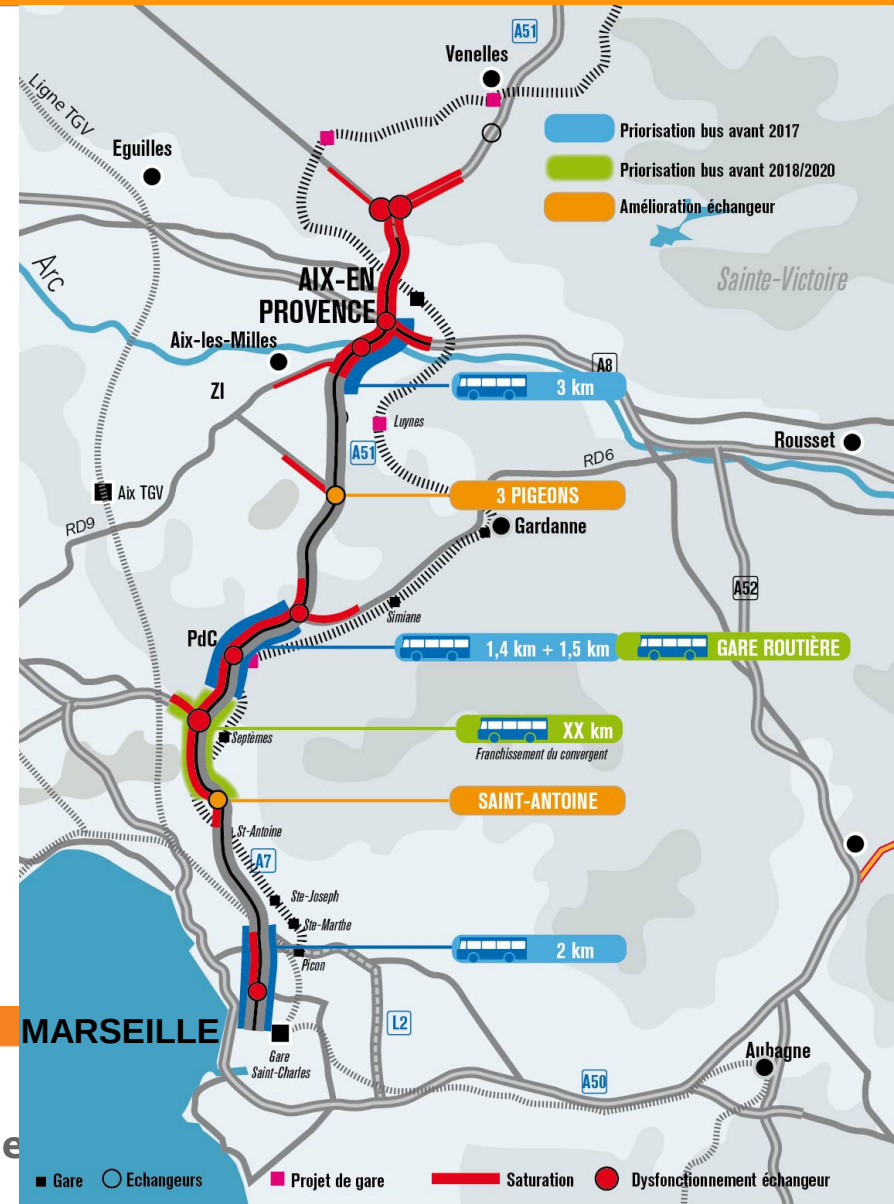 A51
Venelles
Ligne TGV
Priorisation bus avant 2017
Eguilles
Priorisation bus avant 2018/2020
Amélioration échangeur
Arc
Sainte-Victoire
AIX-EN
PROVENCE
Aix-les-Milles
A8
ZI
3 km
Luynes
A51
RD6
Rousset
Aix TGV
3 PIGEONS
RD9
Gardanne
A52
Simiane
PdC
1,4 km + 1,5 km
GARE ROUTIÈRE
XX km
Septèmes
Franchissement du convergent
SAINT-ANTOINE
St-Antoine
A7
Ste-Joseph
Ste-Marthe
2 km
Picon
MARSEILLE
L2
Gare
Saint-Charles
Aubagne
A50
e
Gare
Echangeurs
Projet de gare
Saturation
Dysfonctionnement échangeur